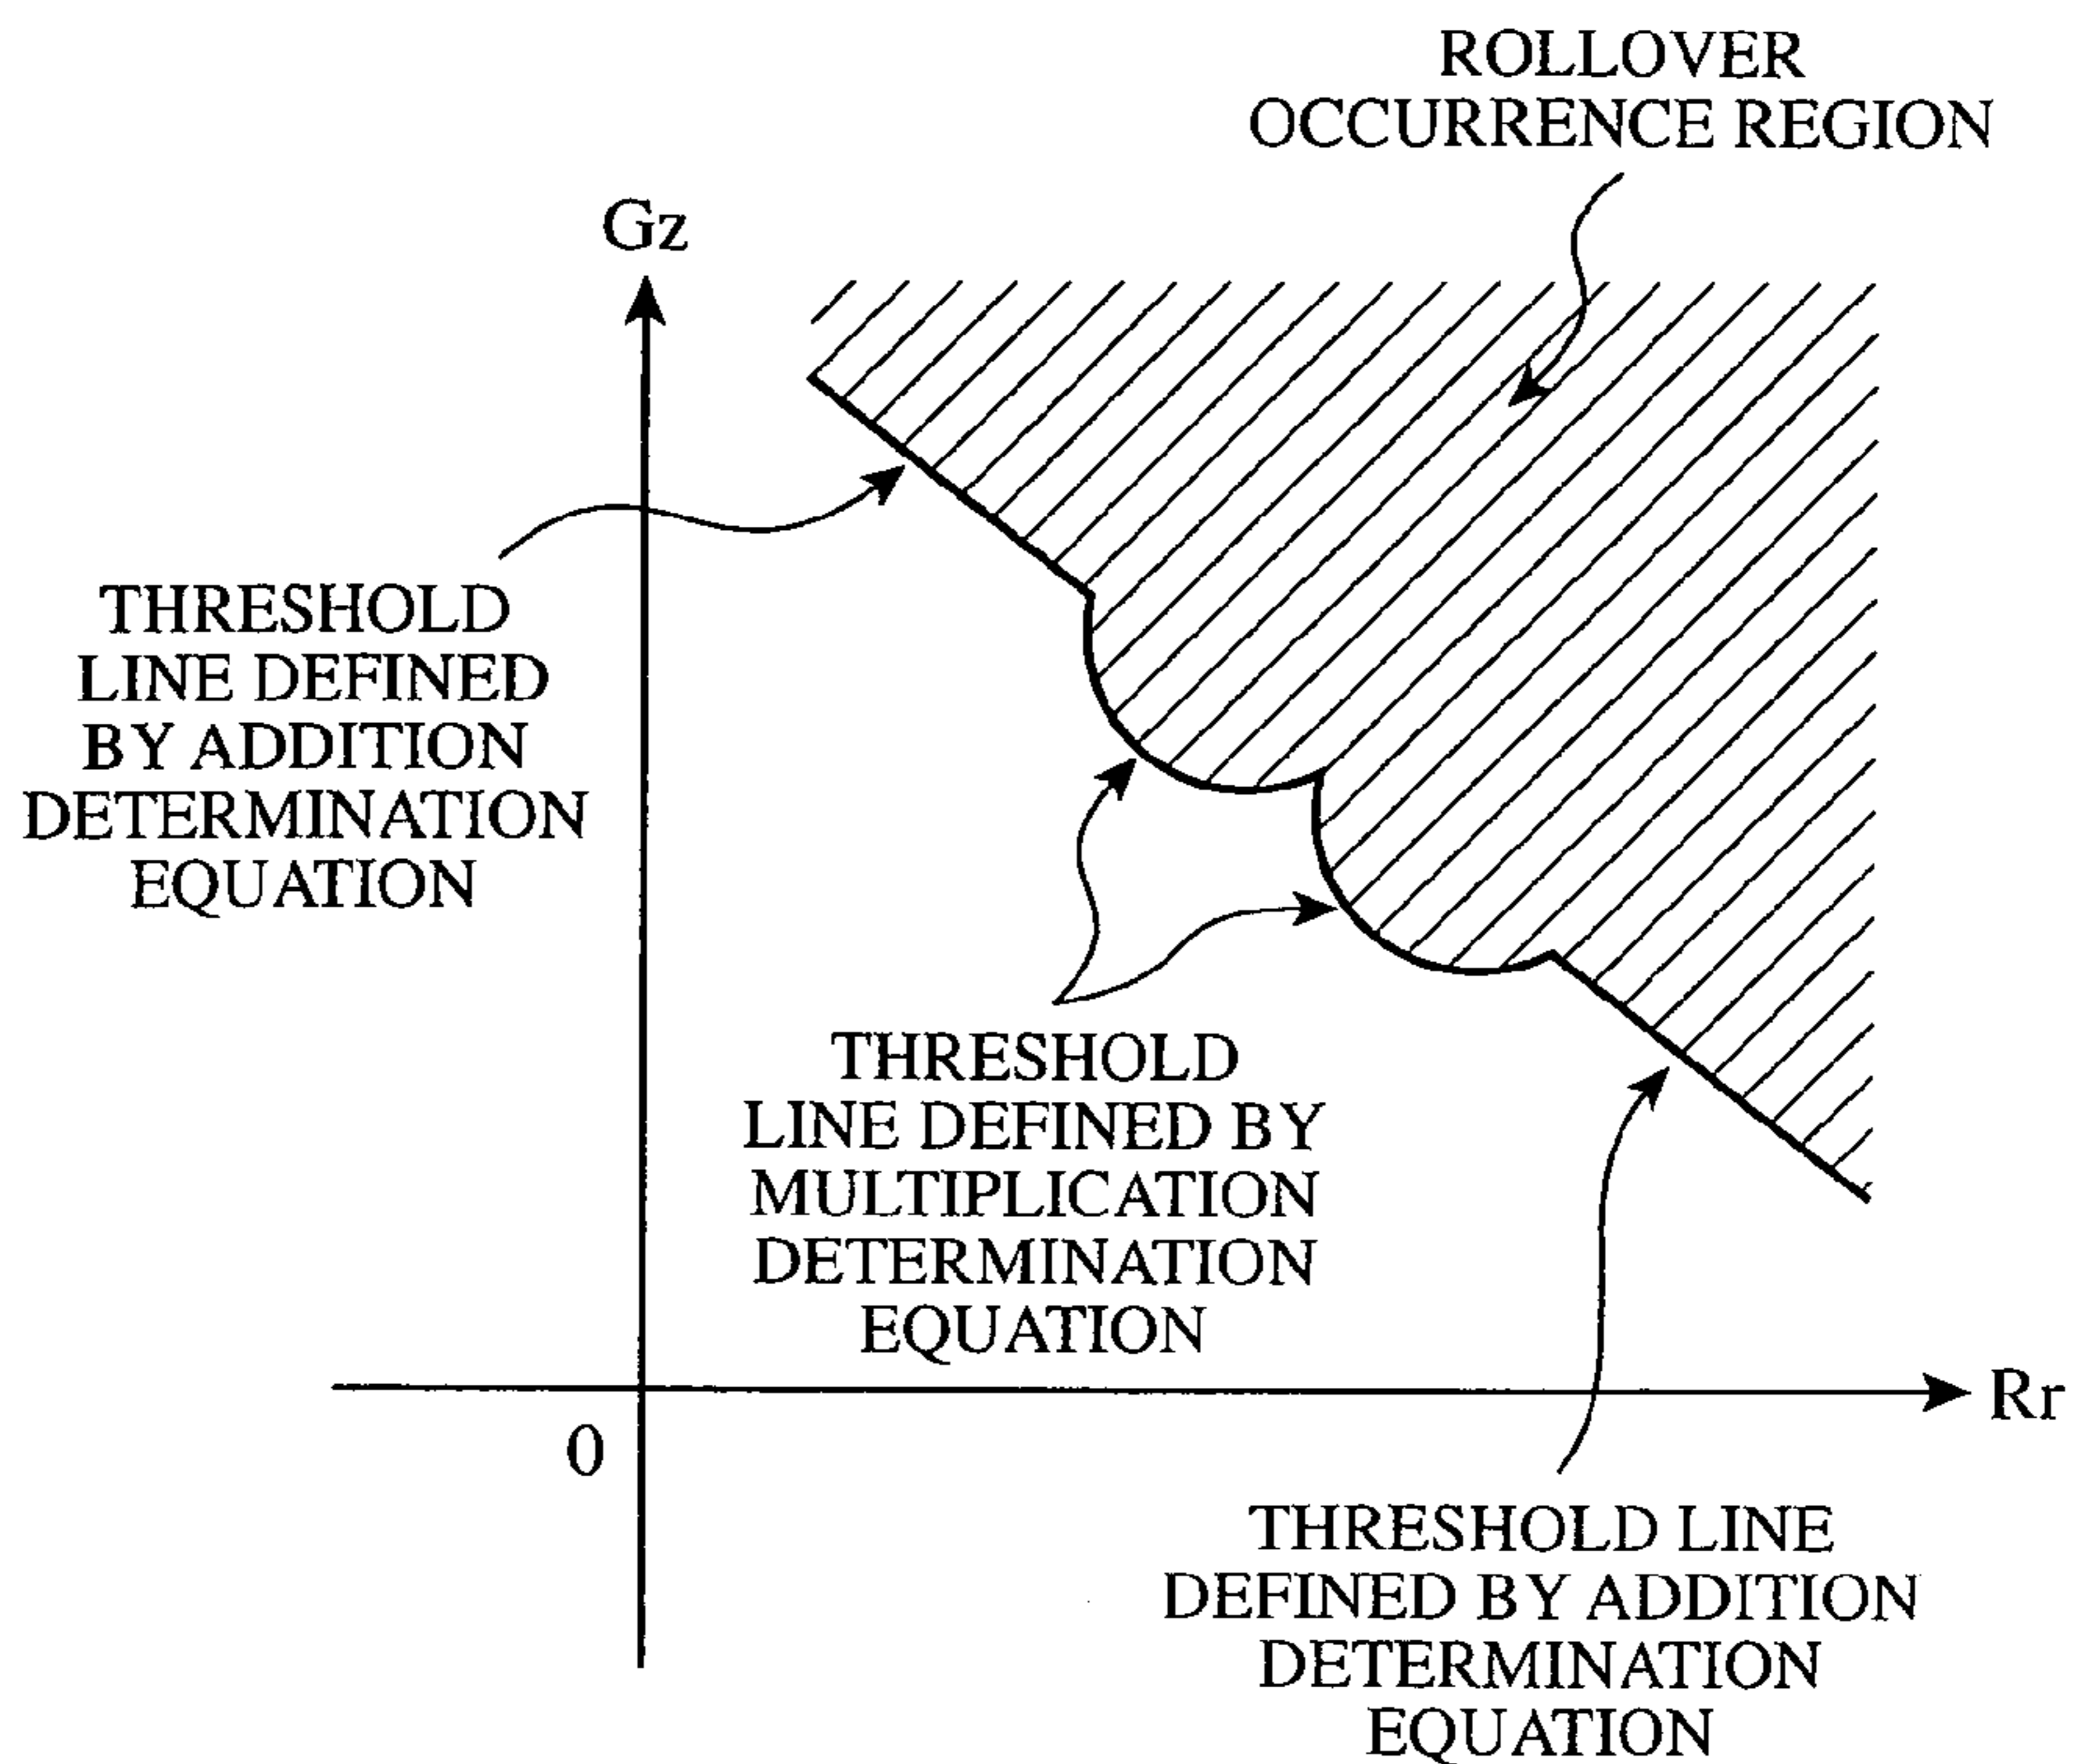 ROLLOVER
OCCURRENCE REGION
Gz
THRESHOLD
LINE DEFINED
BY ADDITION
DETERMINATION
EQUATION
THRESHOLD
LINE DEFINED BY
MULTIPLICATION
DETERMINATION
EQUATION
Rr
0
THRESHOLD LINE
DEFINED BY ADDITION
DETERMINATION
EQUATION